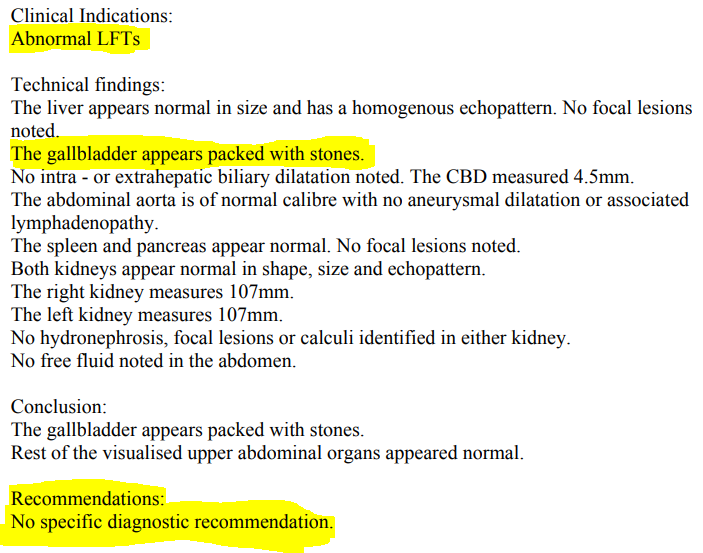 Clinical Indications:
Abnormal LFTs
Technical findings:
The liver appears normal in size and has a homogenous echopattern. No focal lesions
noted.
The gallbladder appears packed with stones.
No intra - or extrahepatic biliary dilatation noted. The CBD measured 4.5mm.
The abdominal aorta is of normal calibre with no aneurysmal dilatation or associated
lymphadenopathy.
The spleen and pancreas appear normal. No focal lesions noted.
Both kidneys appear normal in shape, size and echopattern.
The right kidney measures 107mm.
The left kidney measures 107mm.
No hydronephrosis, focal lesions or calculi identified in either kidney.
No free fluid noted in the abdomen.
Conclusion:
The gallbladder appears packed with stones.
Rest of the visualised upper abdominal organs appeared normal.
Recommendations:
No specific diagnostic recommendation.